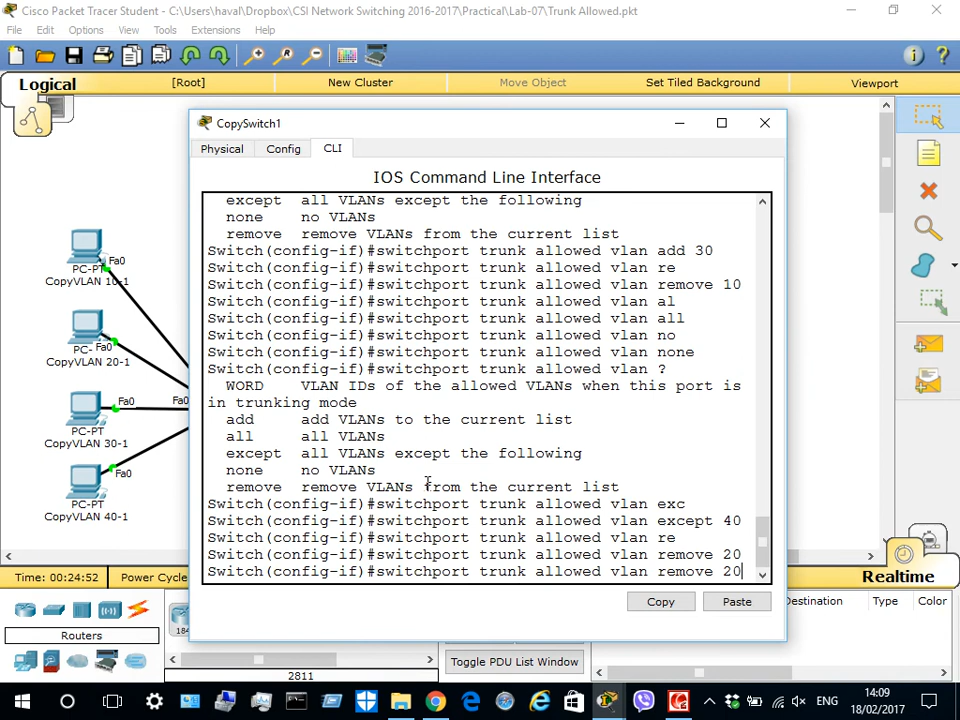 Cisco Packet Tracer Student - C:\Users\haval\Dropbox\CSI Network Switching 2016-2017\Practical\Lab-07\Trunk Allowed.pkt
File Edit Options View Tools Extensions Help
Logical [Root] New Cluster Move Object Set Tiled Background Viewport
CopySwitch1
Physical Config CLI
IOS Command Line Interface
except all VLANs except the following
none no VLANs
remove remove VLANs from the current list
Switch(config-if)#switchport trunk allowed vlan add 30
Switch(config-if)#switchport trunk allowed vlan re
Switch(config-if)#switchport trunk allowed vlan remove 10
Switch(config-if)#switchport trunk allowed vlan al
Switch(config-if)#switchport trunk allowed vlan all
Switch(config-if)#switchport trunk allowed vlan no
Switch(config-if)#switchport trunk allowed vlan none
Switch(config-if)#switchport trunk allowed vlan ?
WORD VLAN IDs of the allowed VLANs when this port is
in trunking mode
add add VLANs to the current list
all all VLANs
except all VLANs except the following
none no VLANs
remove remove VLANs from the current list
Switch(config-if)#switchport trunk allowed vlan exc
Switch(config-if)#switchport trunk allowed vlan except 40
Switch(config-if)#switchport trunk allowed vlan re
Switch(config-if)#switchport trunk allowed vlan remove 20
Switch(config-if)#switchport trunk allowed vlan remove 20
Copy Paste
Fa0
PC-PT
CopyVLAN 10-1
PC- Fa0
CopyVLAN 20-1
Fa0 Fa0
PC-PT
CopyVLAN 30-1
Fa0
PC-PT
CopyVLAN 40-1
Time: 00:24:52 Power Cycle Realtime
Routers
184
2811
Toggle PDU List Window
Destination Type Color
ENG
14:09
18/02/2017